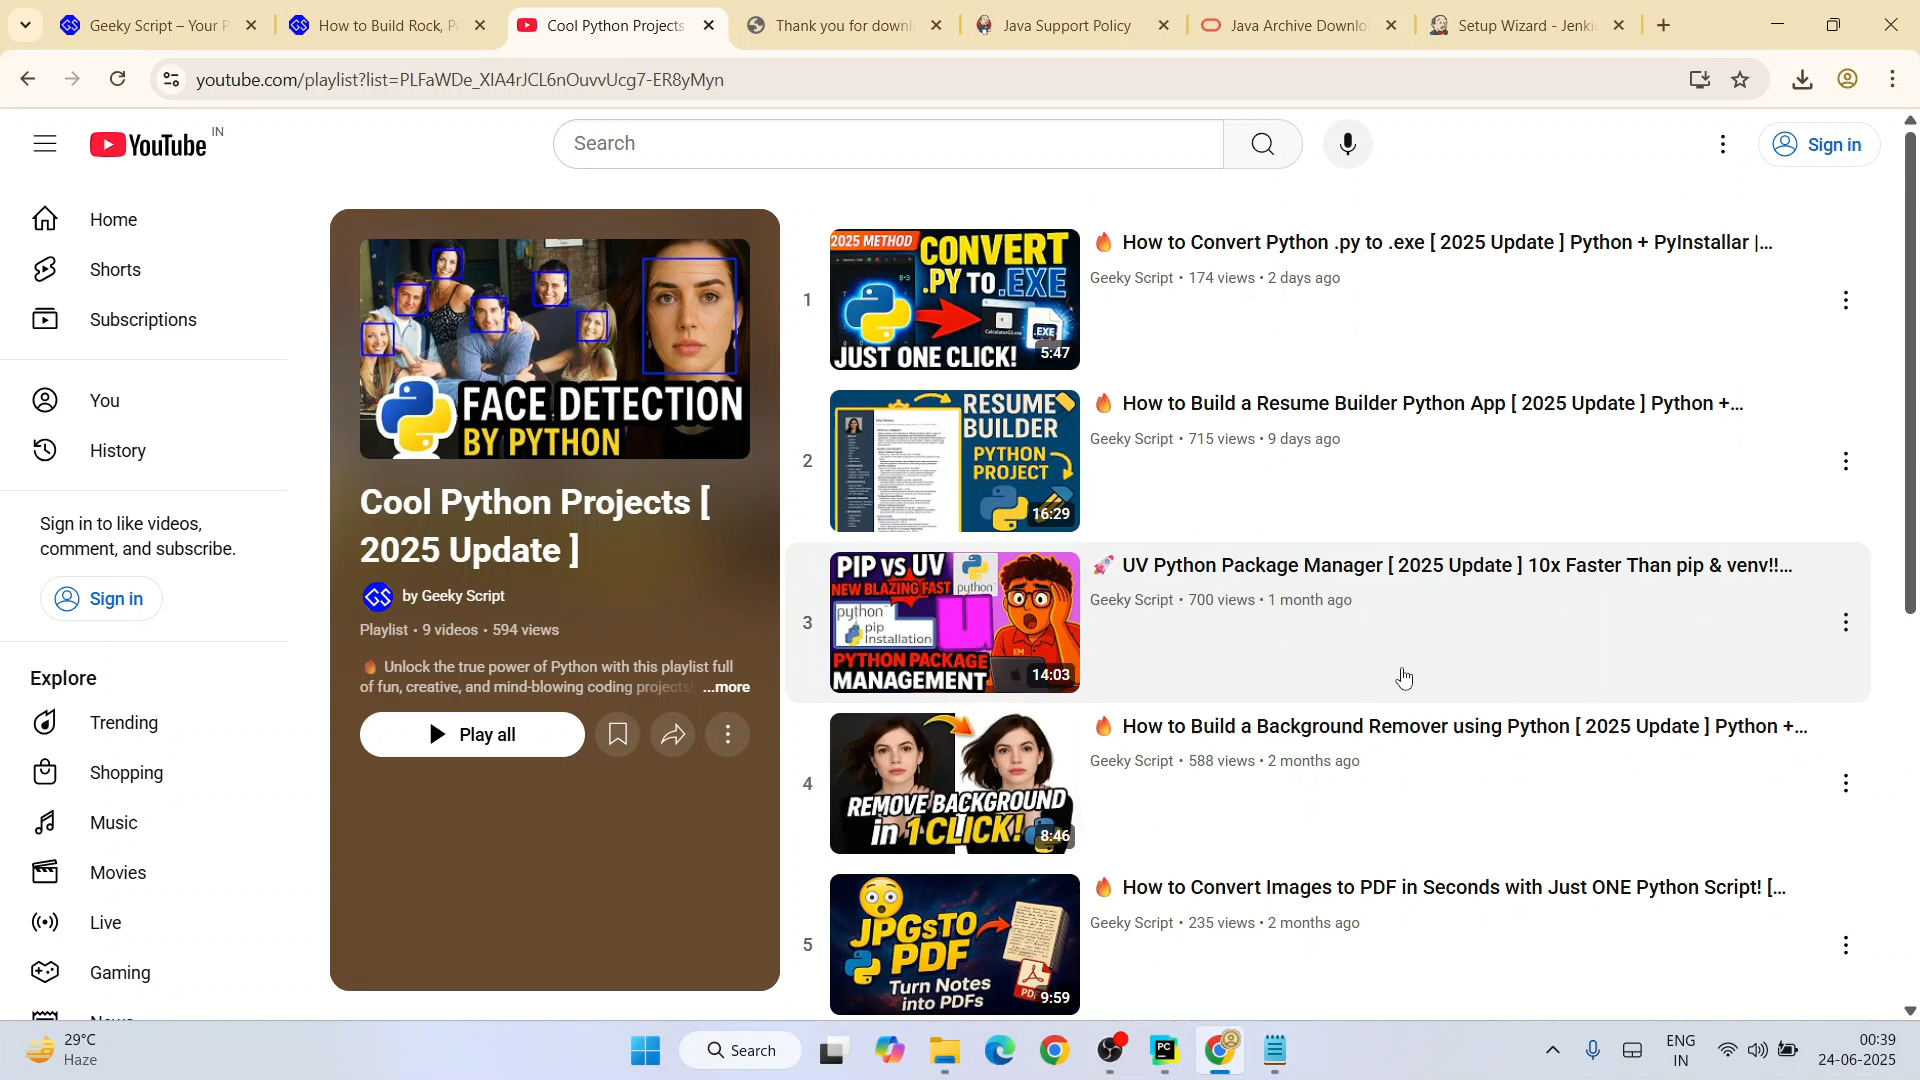 Geeky Script – Your P
How to Build Rock, P
Cool Python Projects
Thank you for downl
Java Support Policy
Java Archive Downlo
Setup Wizard - Jenki
youtube.com/playlist?list=PLFaWDe_XIA4rJCL6nOuvvUcg7-ER8yMyn
YouTube IN
Search
Sign in
Home
Shorts
Subscriptions
You
History
Sign in to like videos,
comment, and subscribe.
Sign in
Explore
Trending
Shopping
Music
Movies
Live
Gaming
FACE DETECTION
BY PYTHON
Cool Python Projects [
2025 Update ]
GS by Geeky Script
Playlist • 9 videos • 594 views
🔥 Unlock the true power of Python with this playlist full
of fun, creative, and mind-blowing coding projects! ...more
Play all
1
2025 METHOD
CONVERT
.PY TO .EXE
.EXE
JUST ONE CLICK!
5:47
🔥 How to Convert Python .py to .exe [ 2025 Update ] Python + PyInstallar |...
Geeky Script • 174 views • 2 days ago
2
RESUME
BUILDER
PYTHON
PROJECT
16:29
🔥 How to Build a Resume Builder Python App [ 2025 Update ] Python +...
Geeky Script • 715 views • 9 days ago
3
PIP VS UV
NEW BLAZING FAST
python
python
pip
installation
EM
PYTHON PACKAGE
MANAGEMENT
14:03
🚀 UV Python Package Manager [ 2025 Update ] 10x Faster Than pip & venv!!...
Geeky Script • 700 views • 1 month ago
4
REMOVE BACKGROUND
in 1 CLICK!
8:46
🔥 How to Build a Background Remover using Python [ 2025 Update ] Python +...
Geeky Script • 588 views • 2 months ago
5
JPGsTO
PDF
Turn Notes
into PDFs
9:59
🔥 How to Convert Images to PDF in Seconds with Just ONE Python Script! [...
Geeky Script • 235 views • 2 months ago
29°C
Haze
Search
PC
ENG
IN
00:39
24-06-2025